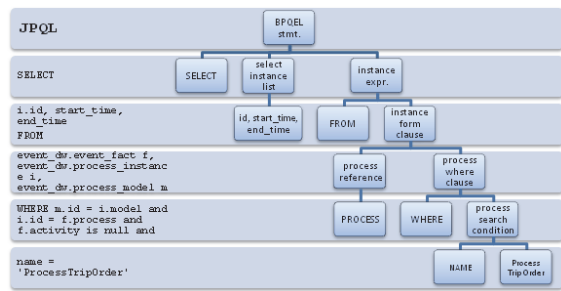 JPQL
BPQEL
stmt.
SELECT
SELECT
select
instance
list
instance
expr.
i.id, start_time,
end_time
FROM
id, start_time,
end_time
FROM
instance
form
clause
event_dw.event_fact f,
event_dw.process_instanc
e i,
event_dw.process_model m
process
reference
process
where
clause
WHERE m.id = i.model and
i.id = f.process and
f.activity is null and
PROCESS
WHERE
process
search
condition
name =
'ProcessTripOrder'
NAME
Process
TripOrder